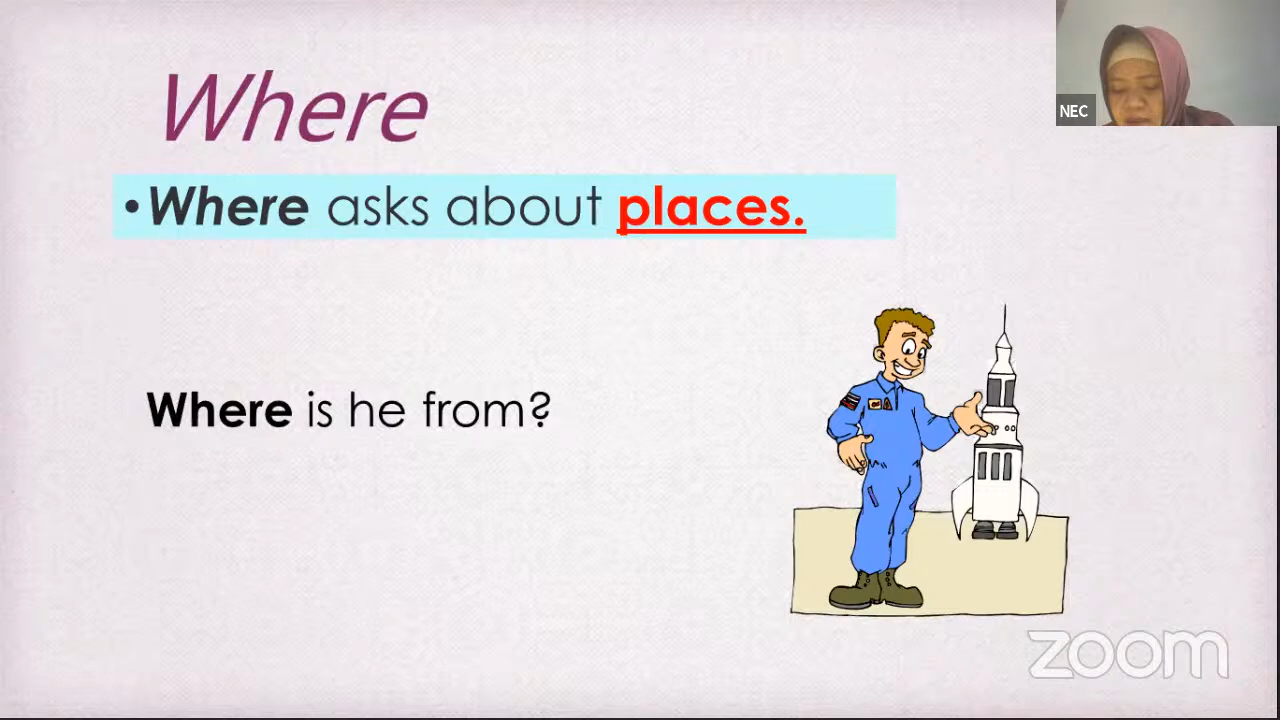 Where
NEC
•Where asks about places.
Where is he from?
zoom